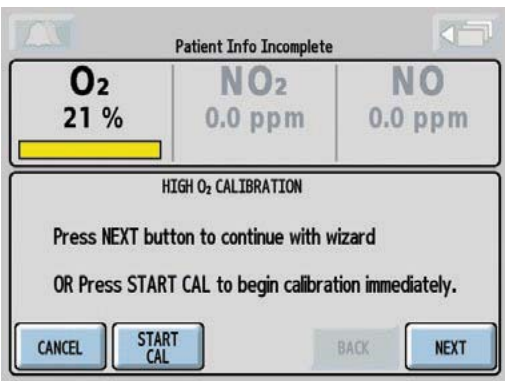 Patient Info Incomplete
O₂ NO₂ NO
21 % 0.0 ppm 0.0 ppm
HIGH O₂ CALIBRATION
Press NEXT button to continue with wizard
OR Press START CAL to begin calibration immediately.
CANCEL START CAL BACK NEXT